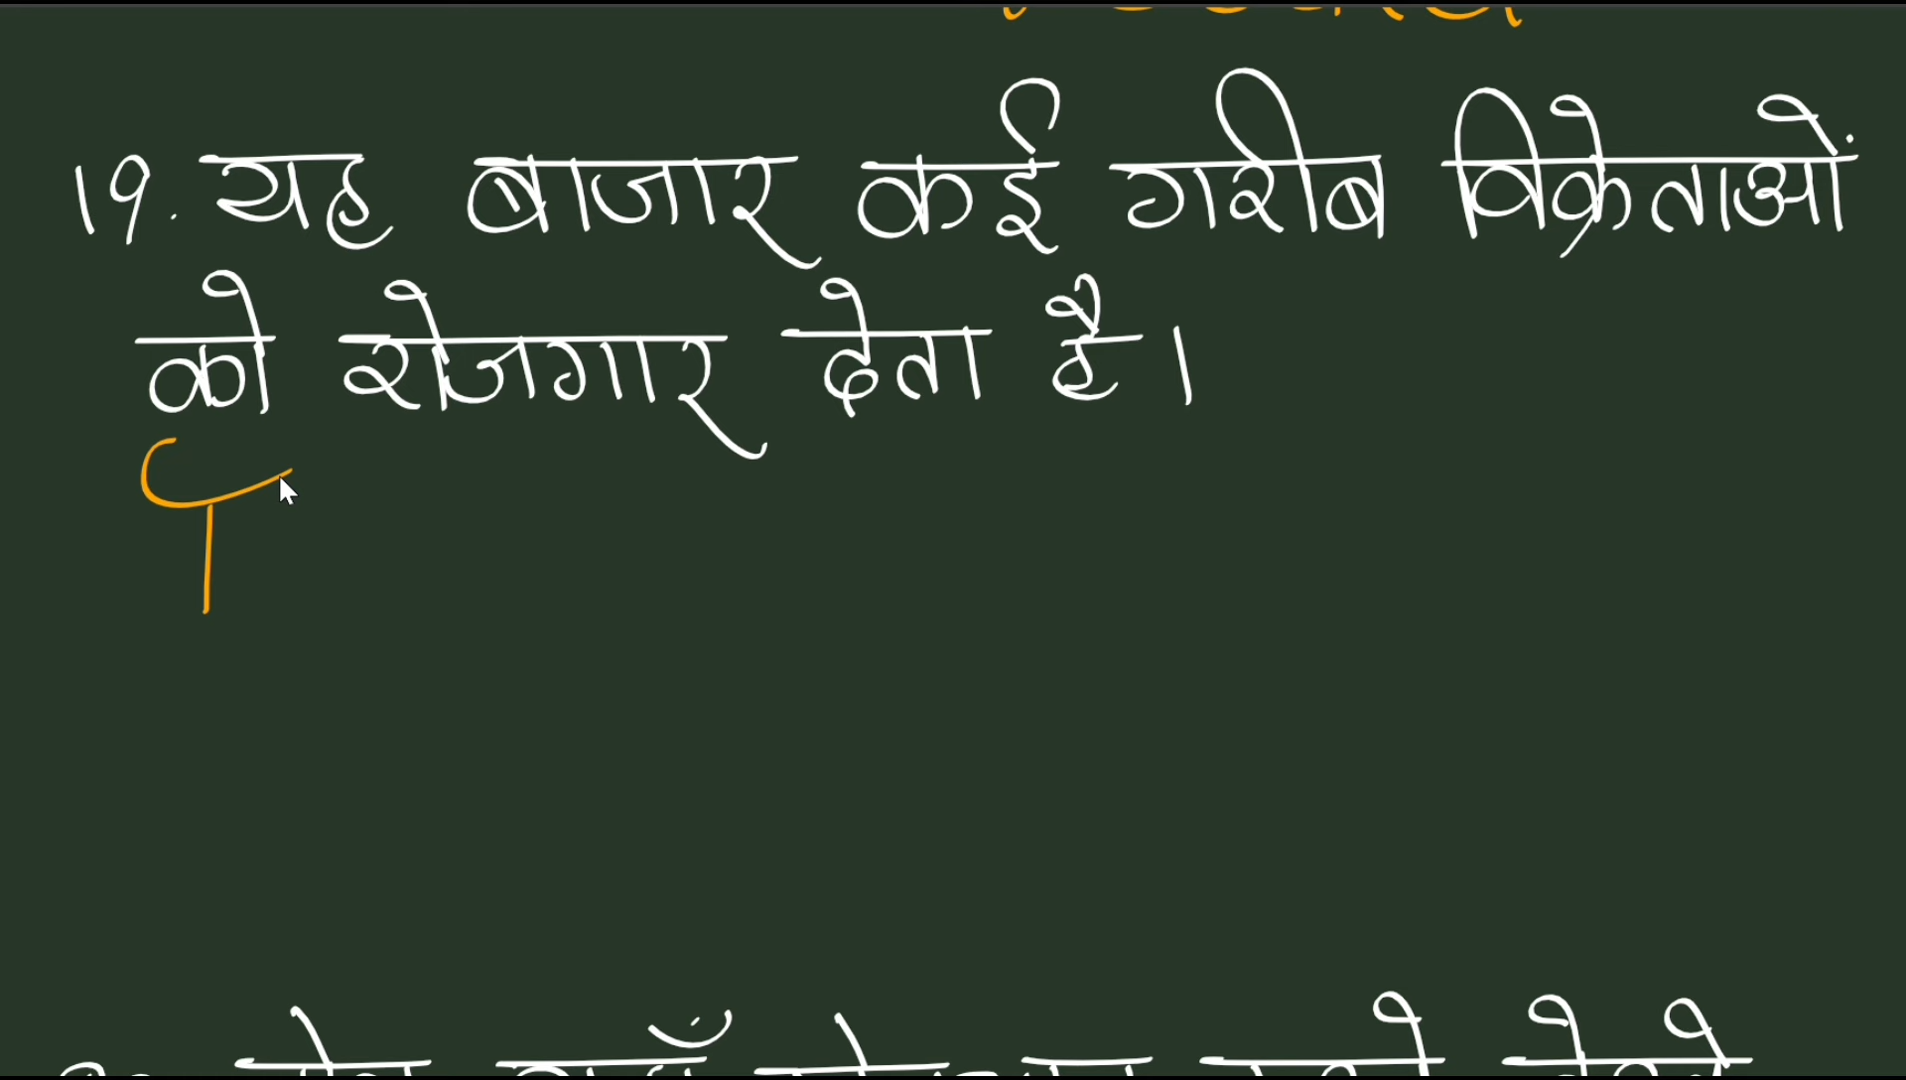 19. यह बाजार कई गरीब विक्रेताओं
को रोजगार देता है।